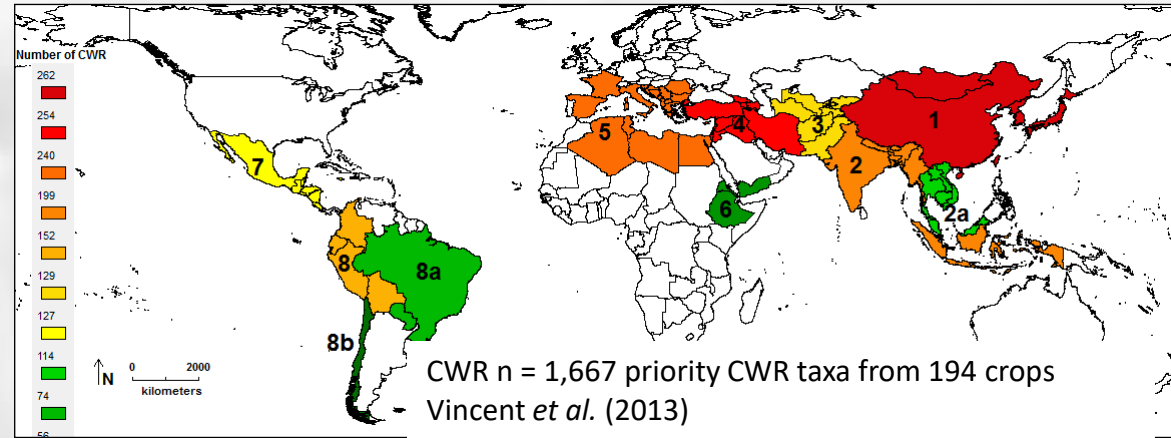 Number of CWR
262
254
240
199
152
129
127
114
74
56
1
2
2a
3
4
5
6
7
8
8a
8b
N
0 2000
kilometers
CWR n = 1,667 priority CWR taxa from 194 crops
Vincent et al. (2013)